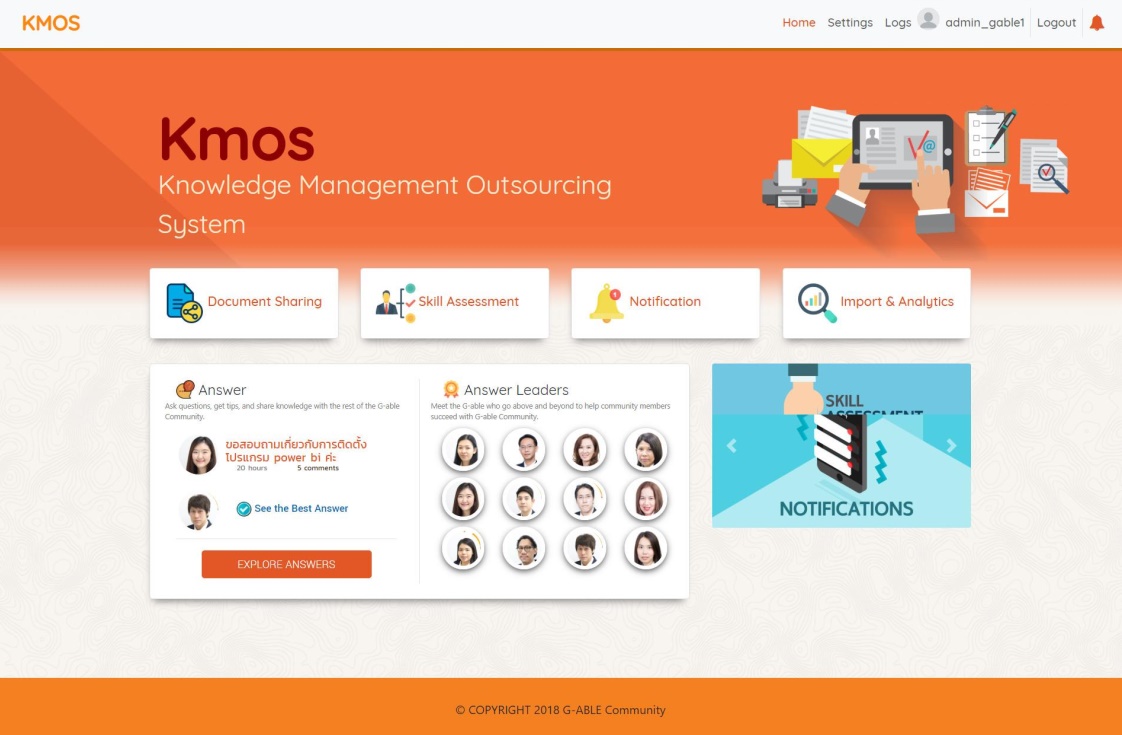 KMOS
Home Settings Logs admin_gable1 Logout
Kmos
Knowledge Management Outsourcing
System
Document Sharing
Skill Assessment
Notification
Import & Analytics
Answer
Ask questions, get tips, and share knowledge with the rest of the G-able
Community.
ขอสอบถามเกี่ยวกับการติดตั้ง
โปรแกรม power bi ค่ะ
20 hours 5 comments
See the Best Answer
EXPLORE ANSWERS
Answer Leaders
Meet the G-able who go above and beyond to help community members
succeed with G-able Community.
SKILL
ASSESSMENT
NOTIFICATIONS
© COPYRIGHT 2018 G-ABLE Community